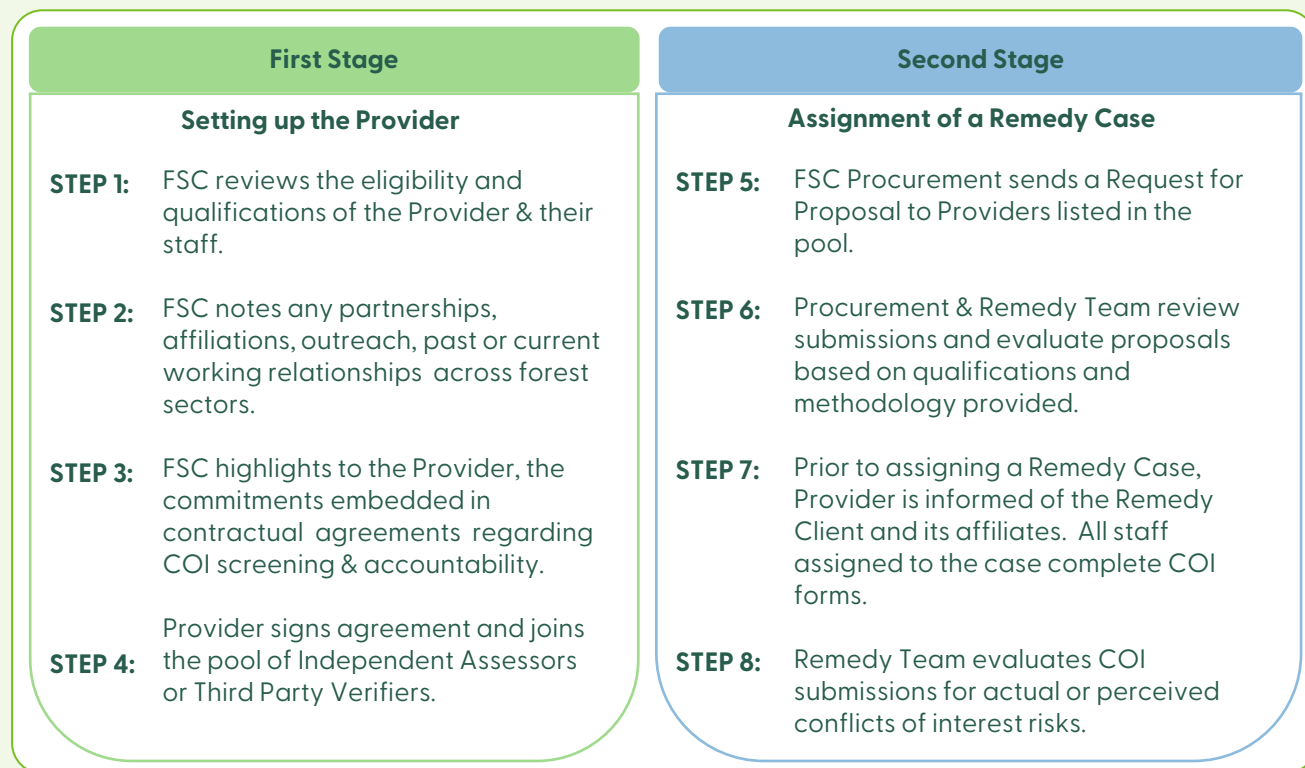 First Stage
Setting up the Provider
STEP 1:
FSC reviews the eligibility and
qualifications of the Provider & their
staff.
STEP 2:
FSC notes any partnerships,
affiliations, outreach, past or current
working relationships across forest
sectors.
STEP 3:
FSC highlights to the Provider, the
commitments embedded in
contractual agreements regarding
COI screening & accountability.
STEP 4:
Provider signs agreement and joins
the pool of Independent Assessors
or Third Party Verifiers.
Second Stage
Assignment of a Remedy Case
STEP 5:
FSC Procurement sends a Request for
Proposal to Providers listed in the
pool.
STEP 6:
Procurement & Remedy Team review
submissions and evaluate proposals
based on qualifications and
methodology provided.
STEP 7:
Prior to assigning a Remedy Case,
Provider is informed of the Remedy
Client and its affiliates. All staff
assigned to the case complete COI
forms.
STEP 8:
Remedy Team evaluates COI
submissions for actual or perceived
conflicts of interest risks.